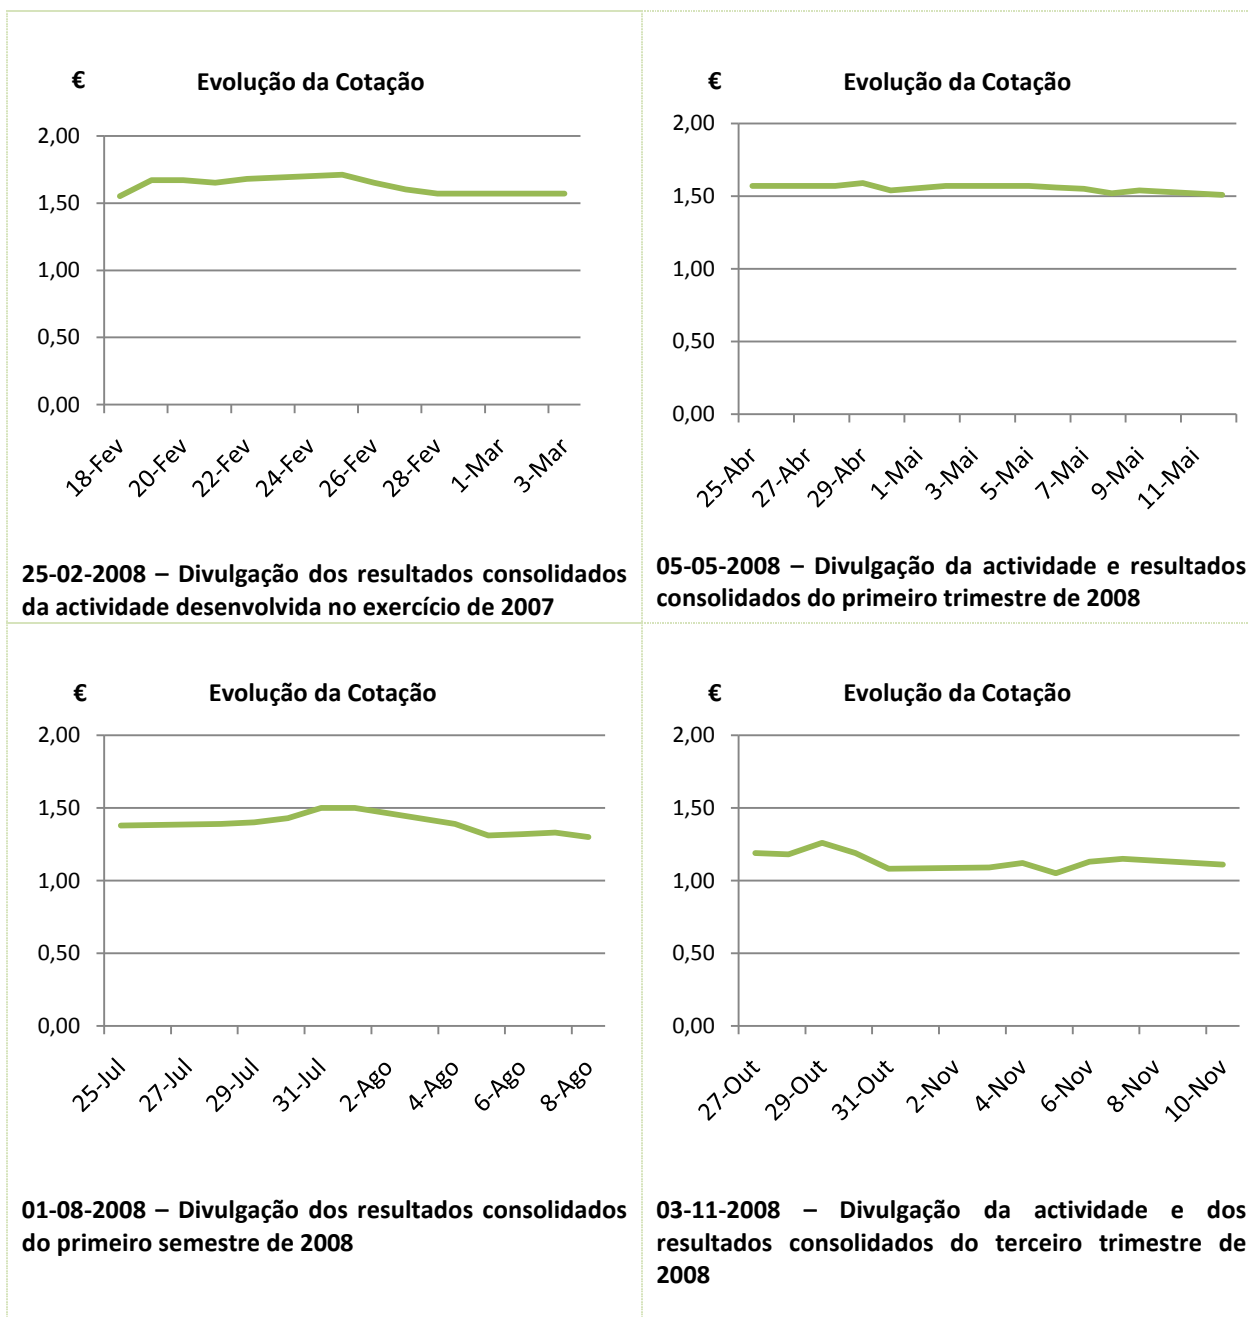 € Evolução da Cotação
2,00
1,50
1,00
0,50
0,00
18-Fev 20-Fev 22-Fev 24-Fev 26-Fev 28-Fev 1-Mar 3-Mar
25-02-2008 – Divulgação dos resultados consolidados
da actividade desenvolvida no exercício de 2007
€ Evolução da Cotação
2,00
1,50
1,00
0,50
0,00
25-Abr 27-Abr 29-Abr 1-Mai 3-Mai 5-Mai 7-Mai 9-Mai 11-Mai
05-05-2008 – Divulgação da actividade e resultados
consolidados do primeiro trimestre de 2008
€ Evolução da Cotação
2,00
1,50
1,00
0,50
0,00
25-Jul 27-Jul 29-Jul 31-Jul 2-Ago 4-Ago 6-Ago 8-Ago
01-08-2008 – Divulgação dos resultados consolidados
do primeiro semestre de 2008
€ Evolução da Cotação
2,00
1,50
1,00
0,50
0,00
27-Out 29-Out 31-Out 2-Nov 4-Nov 6-Nov 8-Nov 10-Nov
03-11-2008 – Divulgação da actividade e dos
resultados consolidados do terceiro trimestre de
2008